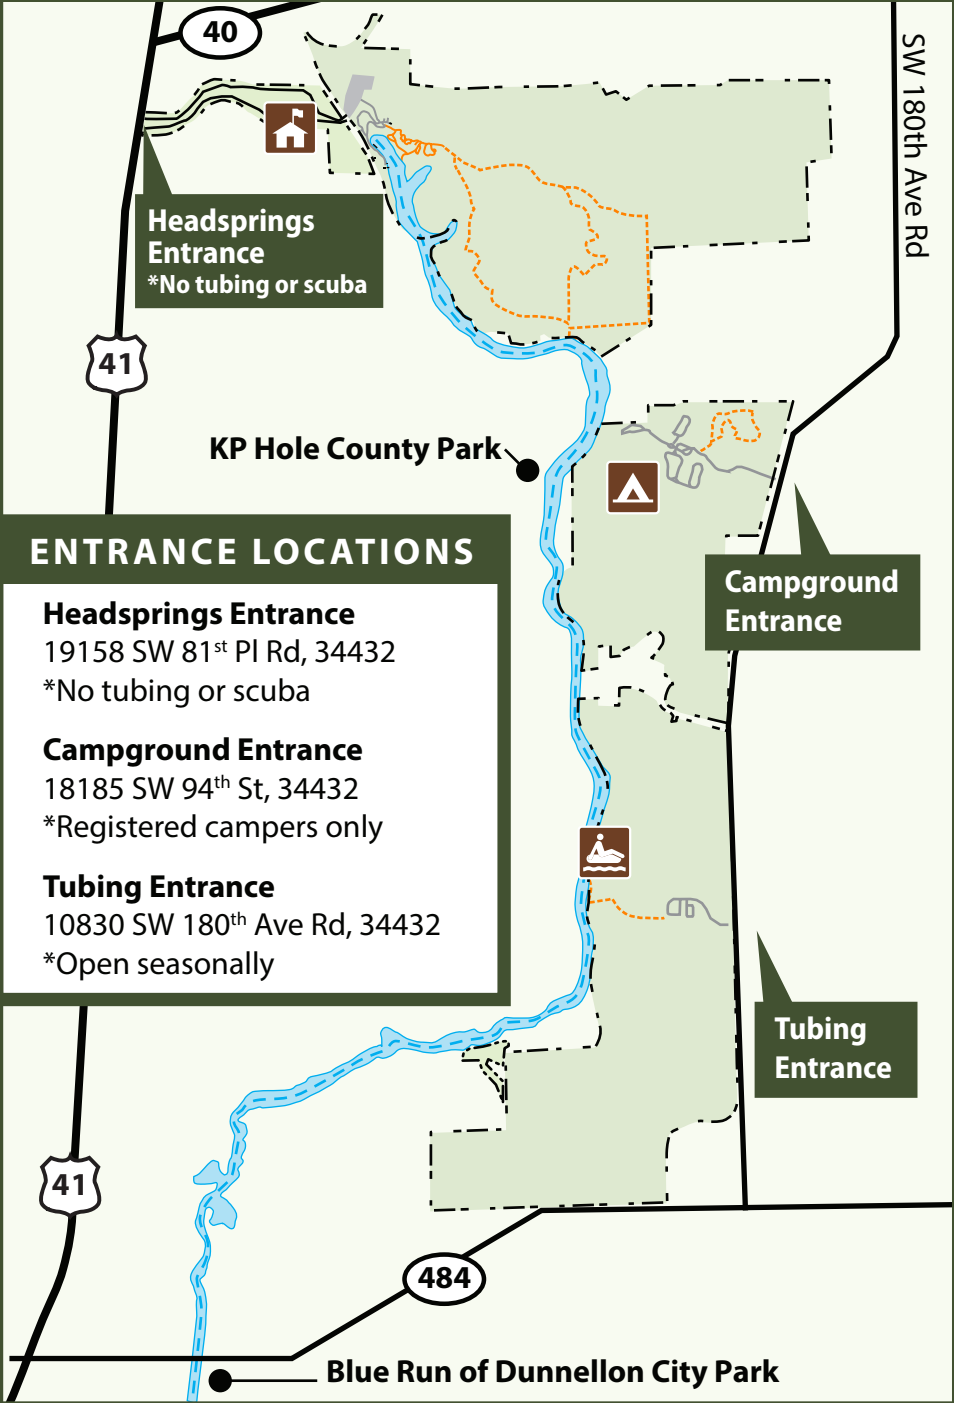 40
SW 180th Ave Rd
Headsprings
Entrance
*No tubing or scuba
41
KP Hole County Park
ENTRANCE LOCATIONS
Headsprings Entrance
19158 SW 81st Pl Rd, 34432
*No tubing or scuba
Campground Entrance
18185 SW 94th St, 34432
*Registered campers only
Tubing Entrance
10830 SW 180th Ave Rd, 34432
*Open seasonally
Campground
Entrance
Tubing
Entrance
41
484
Blue Run of Dunnellon City Park